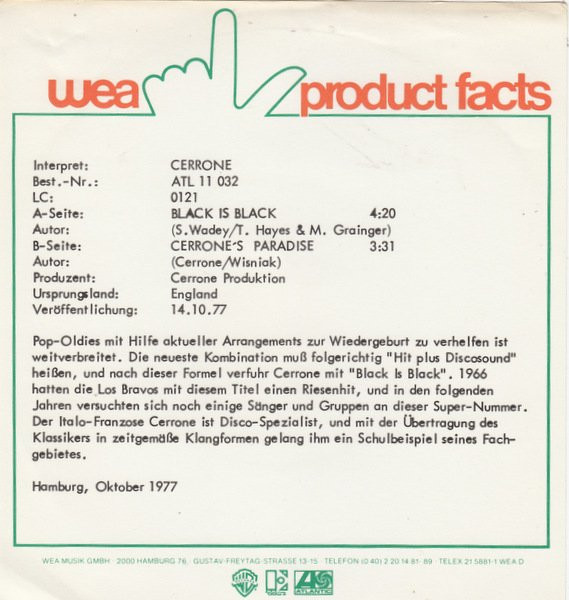 wea product facts
Interpret: CERRONE
Best.-Nr.: ATL 11 032
LC: 0121
A-Seite: BLACK IS BLACK 4:20
Autor: (S.Wadey/T. Hayes & M. Grainger)
B-Seite: CERRONE'S PARADISE 3:31
Autor: (Cerrone/Wisniak)
Produzent: Cerrone Produktion
Ursprungsland: England
Veröffentlichung: 14.10.77
Pop-Oldies mit Hilfe aktueller Arrangements zur Wiedergeburt zu verhelfen ist
weitverbreitet. Die neueste Kombination muß folgerichtig "Hit plus Discosound"
heißen, und nach dieser Formel verfuhr Cerrone mit "Black Is Black". 1966
hatten die Los Bravos mit diesem Titel einen Riesenhit, und in den folgenden
Jahren versuchten sich noch einige Sänger und Gruppen an dieser Super-Nummer.
Der Italo-Franzose Cerrone ist Disco-Spezialist, und mit der Übertragung des
Klassikers in zeitgemäße Klangformen gelang ihm ein Schulbeispiel seines Fach-
gebietes.
Hamburg, Oktober 1977
WEA MUSIK GMBH · 2000 HAMBURG 76, GUSTAV-FREYTAG-STRASSE 13-15 · TELEFON (0 40) 2 20 14 81- 89 · TELEX 21 5881-1 WEA D
ATLANTIC